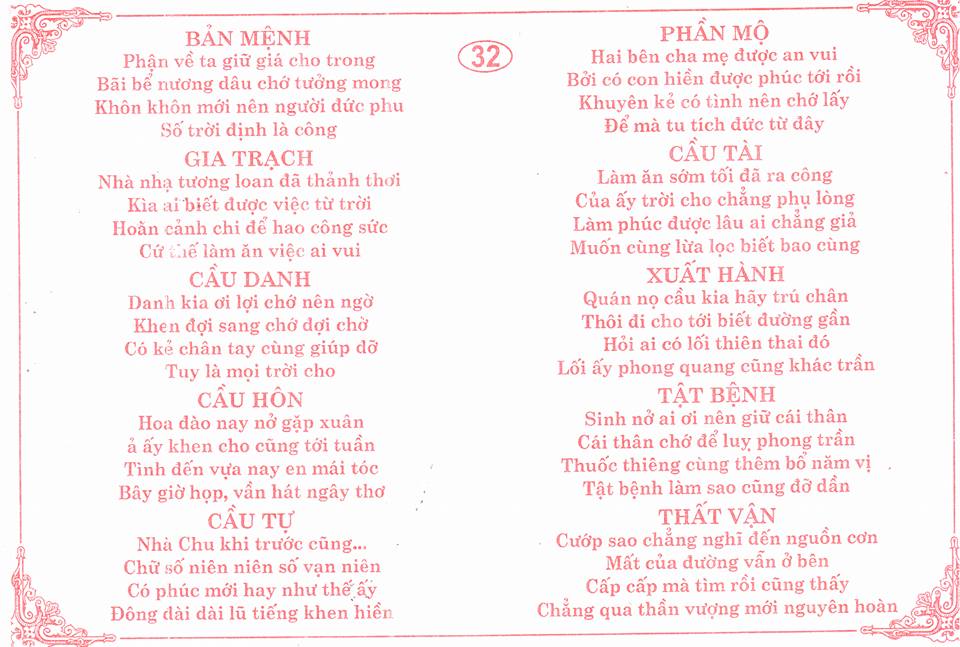 BẢN MỆNH
Phận về ta giữ giá cho trong
Bãi bể nương dâu chớ tưởng mong
Khôn khôn mới nên người đức phu
Số trời định là công
GIA TRẠCH
Nhà nhạ tương loan đã thảnh thơi
Kìa ai biết được việc từ trời
Hoằn cảnh chi để hao công sức
Cứ thế làm ăn việc ai vui
CẦU DANH
Danh kia ơi lợi chớ nên ngờ
Khen đợi sang chớ dợi chờ
Có kẻ chân tay cùng giúp dỡ
Tuy là mọi trời cho
CẦU HÔN
Hoa đào nay nở gặp xuân
ả ấy khen cho cũng tới tuần
Tình đến vựa nay en mái tóc
Bây giờ họp, vần hát ngây thơ
CẦU TỰ
Nhà Chu khi trước cũng...
Chữ số niên niên số vạn niên
Có phúc mới hay như thế ấy
Đông dài dài lũ tiếng khen hiền
32
PHẦN MỘ
Hai bên cha mẹ được an vui
Bởi có con hiền được phúc tới rồi
Khuyên kẻ có tình nên chớ lấy
Để mà tu tích đức từ đây
CẦU TÀI
Làm ăn sớm tối đã ra công
Của ấy trời cho chẳng phụ lòng
Làm phúc được lâu ai chẳng giả
Muốn cùng lừa lọc biết bao cùng
XUẤT HÀNH
Quán nọ cầu kia hãy trú chân
Thôi đi cho tới biết đường gần
Hỏi ai có lối thiên thai đó
Lối ấy phong quang cũng khác trần
TẬT BỆNH
Sinh nở ai ơi nên giữ cái thân
Cái thân chớ để luỵ phong trần
Thuốc thiêng cùng thêm bổ năm vị
Tật bệnh làm sao cũng đỡ dần
THẤT VẬN
Cướp sao chẳng nghĩ đến nguồn cơn
Mất của đường vẫn ở bên
Cấp cấp mà tìm rồi cũng thấy
Chẳng qua thần vượng mới nguyên hoàn